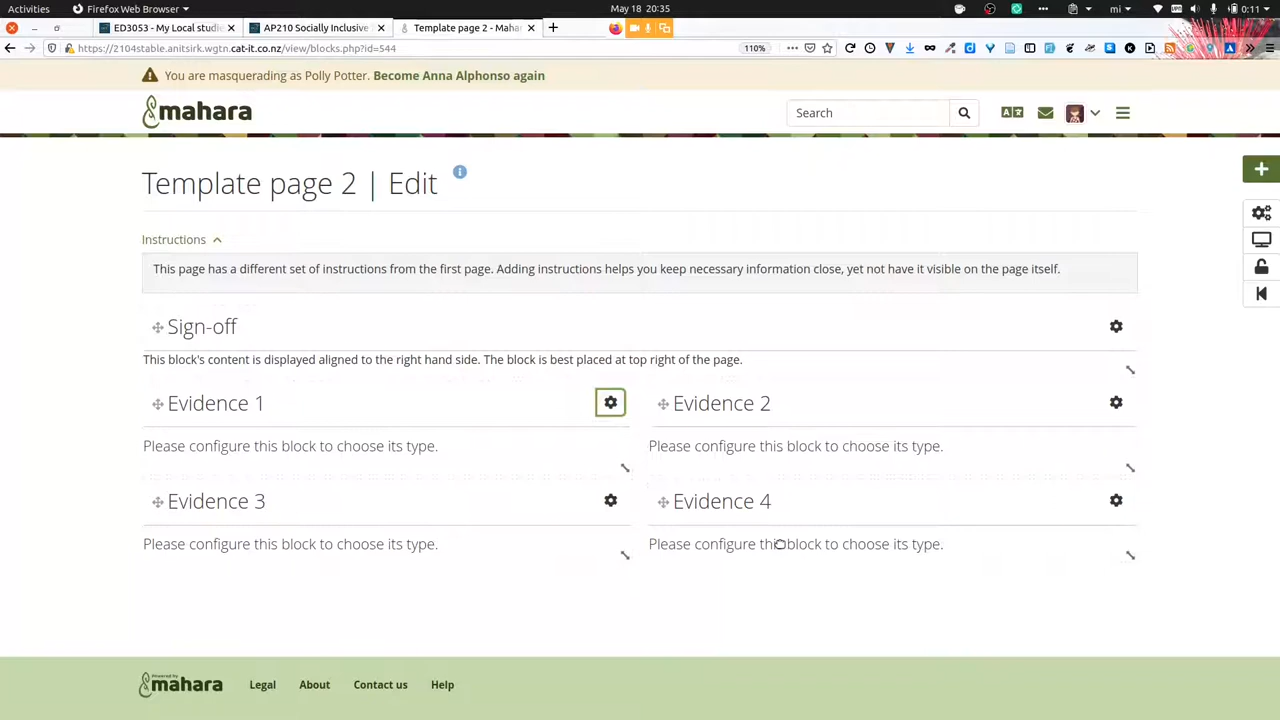 Activities
Firefox Web Browser
May 18 20:35
mi
0:11
ED3053 - My Local studi
AP210 Socially Inclusive
Template page 2 - Mahar
https://2104stable.anitsirk.wgtn.cat-it.co.nz/view/blocks.php?id=544
110%
You are masquerading as Polly Potter. Become Anna Alphonso again
mahara
Search
Template page 2 | Edit
Instructions
This page has a different set of instructions from the first page. Adding instructions helps you keep necessary information close, yet not have it visible on the page itself.
Sign-off
This block's content is displayed aligned to the right hand side. The block is best placed at top right of the page.
Evidence 1
Evidence 2
Please configure this block to choose its type.
Please configure this block to choose its type.
Evidence 3
Evidence 4
Please configure this block to choose its type.
Please configure this block to choose its type.
Powered by
mahara
Legal
About
Contact us
Help